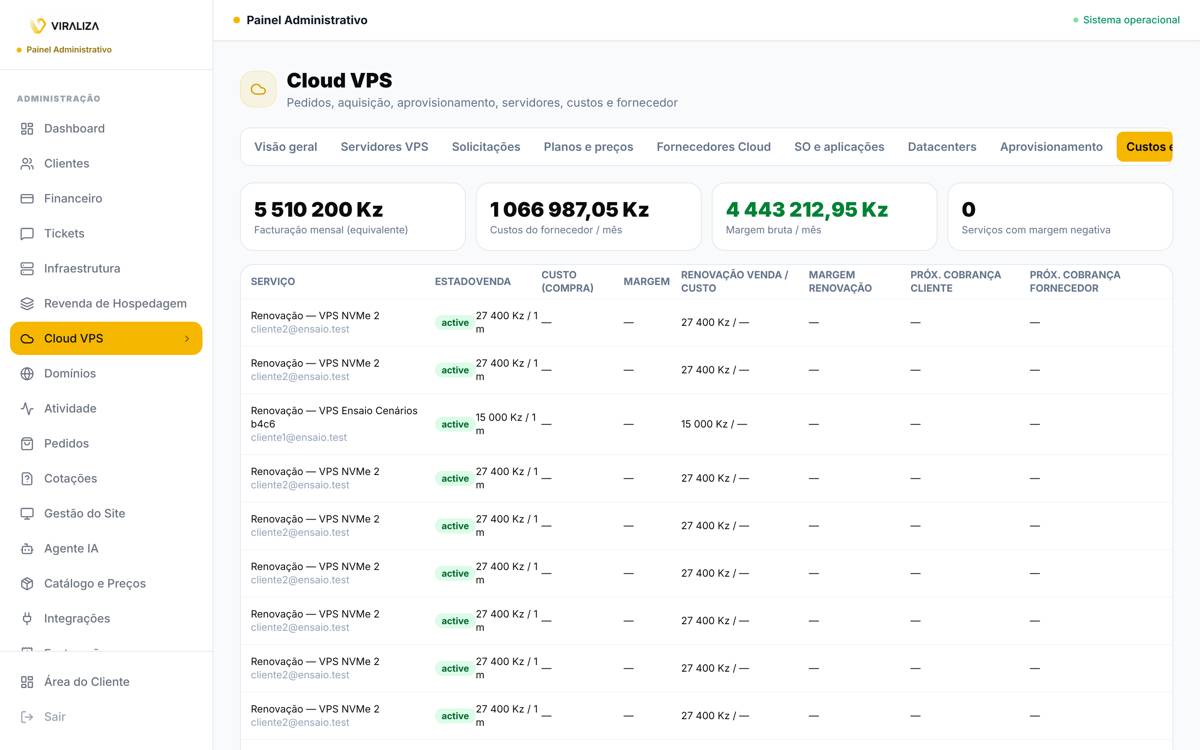 VIRALIZA
Painel Administrativo
ADMINISTRAÇÃO
Dashboard
Clientes
Financeiro
Tickets
Infraestrutura
Revenda de Hospedagem
Cloud VPS
Domínios
Atividade
Pedidos
Cotações
Gestão do Site
Agente IA
Catálogo e Preços
Integrações
Área do Cliente
Sair
Painel Administrativo
Sistema operacional
Cloud VPS
Pedidos, aquisição, aprovisionamento, servidores, custos e fornecedor
Visão geral Servidores VPS Solicitações Planos e preços Fornecedores Cloud SO e aplicações Datacenters Aprovisionamento Custos e
5 510 200 Kz
Facturação mensal (equivalente)
1 066 987,05 Kz
Custos do fornecedor / mês
4 443 212,95 Kz
Margem bruta / mês
0
Serviços com margem negativa
SERVIÇO
ESTADO
VENDA
CUSTO
(COMPRA)
MARGEM
RENOVAÇÃO VENDA /
CUSTO
MARGEM
RENOVAÇÃO
PRÓX. COBRANÇA
CLIENTE
PRÓX. COBRANÇA
FORNECEDOR
Renovação — VPS NVMe 2
cliente2@ensaio.test
active
27 400 Kz / 1
m
— — 27 400 Kz / — — — —
Renovação — VPS NVMe 2
cliente2@ensaio.test
active
27 400 Kz / 1
m
— — 27 400 Kz / — — — —
Renovação — VPS Ensaio Cenários
b4c6
cliente1@ensaio.test
active
15 000 Kz / 1
m
— — 15 000 Kz / — — — —
Renovação — VPS NVMe 2
cliente2@ensaio.test
active
27 400 Kz / 1
m
— — 27 400 Kz / — — — —
Renovação — VPS NVMe 2
cliente2@ensaio.test
active
27 400 Kz / 1
m
— — 27 400 Kz / — — — —
Renovação — VPS NVMe 2
cliente2@ensaio.test
active
27 400 Kz / 1
m
— — 27 400 Kz / — — — —
Renovação — VPS NVMe 2
cliente2@ensaio.test
active
27 400 Kz / 1
m
— — 27 400 Kz / — — — —
Renovação — VPS NVMe 2
cliente2@ensaio.test
active
27 400 Kz / 1
m
— — 27 400 Kz / — — — —
Renovação — VPS NVMe 2
cliente2@ensaio.test
active
27 400 Kz / 1
m
— — 27 400 Kz / — — — —